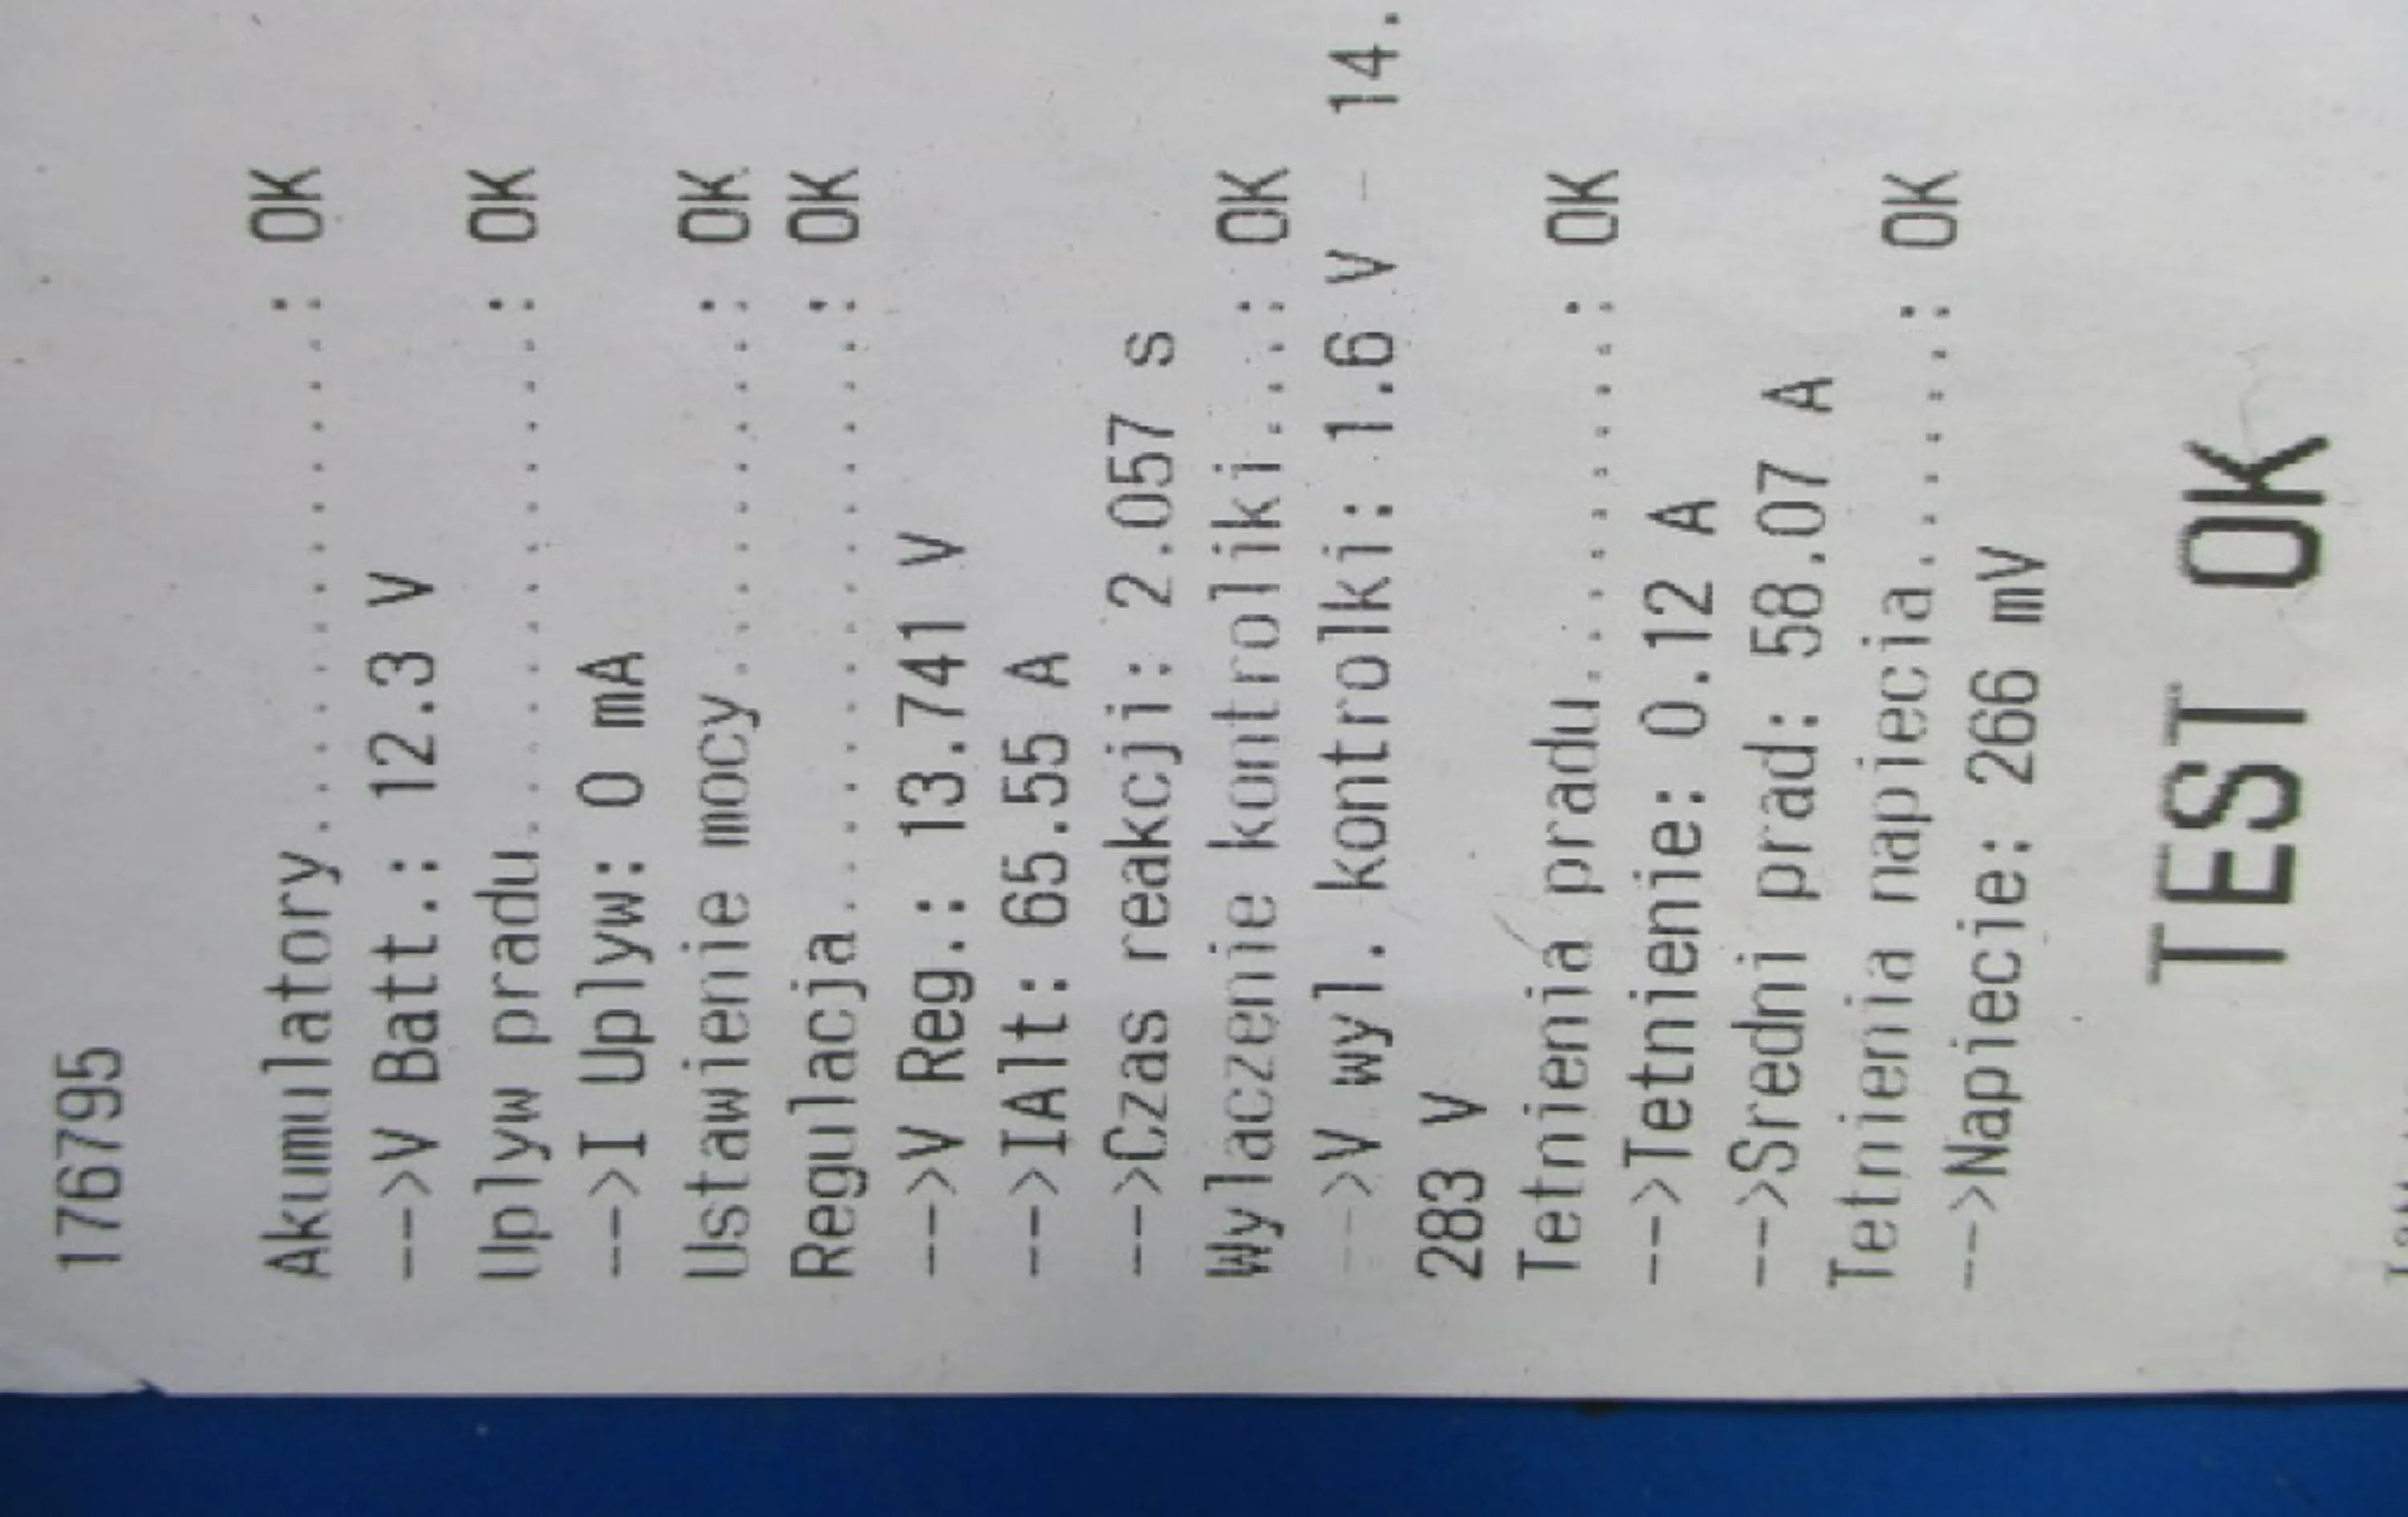 176795
Akumulatory............: OK
-->V Batt.: 12.3 V
Uplyw pradu............: OK
-->I Uplyw: 0 mA
Ustawienie mocy........: OK
Regulacja..............: OK
-->V Reg.: 13.741 V
-->IAlt: 65.55 A
-->Czas reakcji: 2.057 s
Wylaczenie kontroliki...: OK
-->V wyl. kontrolki: 1.6 V - 14.
283 V
Tetnienia pradu.........: OK
-->Tetnienie: 0.12 A
-->Sredni prad: 58.07 A
Tetnienia napiecia......: OK
-->Napiecie: 266 mV
TEST OK